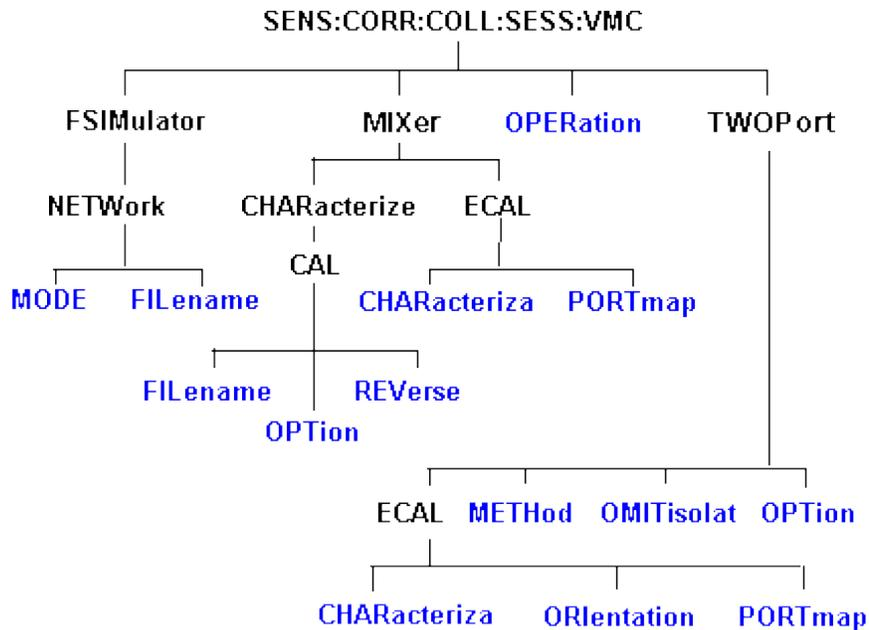 SENS:CORR:COLL:SESS:VMC
FSIMulator MIXer OPERation TWOPort
NETWork CHARacterize ECAL
CAL
MODE FILename CHARacteriza PORTmap
FILename REVerse
OPTion
ECAL METHod OMITisolat OPTion
CHARacteriza ORIentation PORTmap